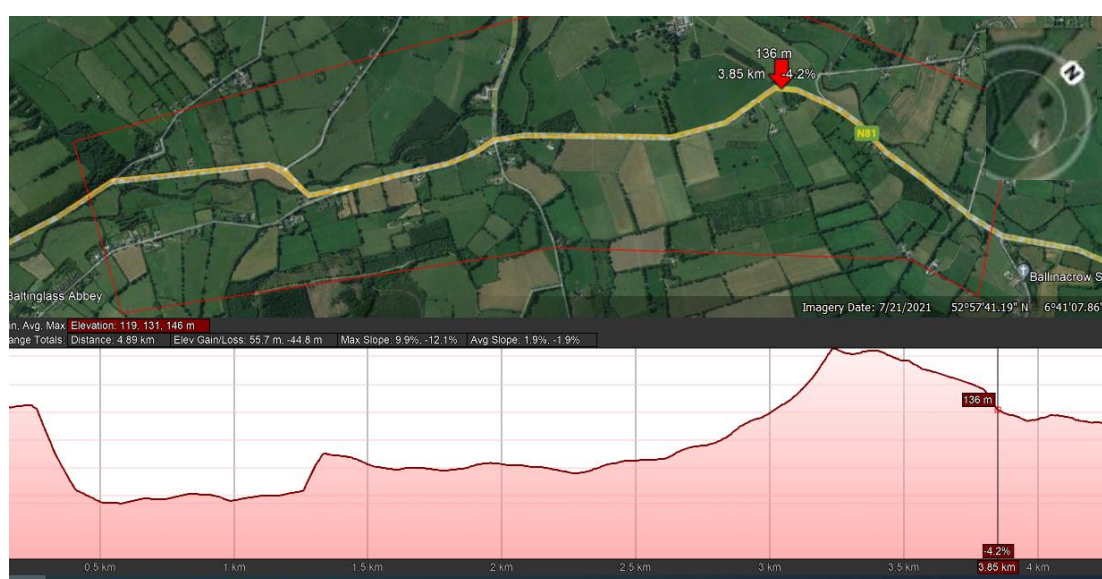 136 m
3.85 km -4.2%
N81
N
Ballinacrow S
Baltinglass Abbey
Imagery Date: 7/21/2021 52°57'41.19" N 6°41'07.86"
n, Avg, Max Elevation: 119, 131, 146 m
ange Totals Distance: 4.89 km Elev Gain/Loss: 55.7 m, -44.8 m Max Slope: 9.9%, -12.1% Avg Slope: 1.9%, -1.9%
136 m
-4.2%
0.5 km 1 km 1.5 km 2 km 2.5 km 3 km 3.5 km 3.85 km 4 km